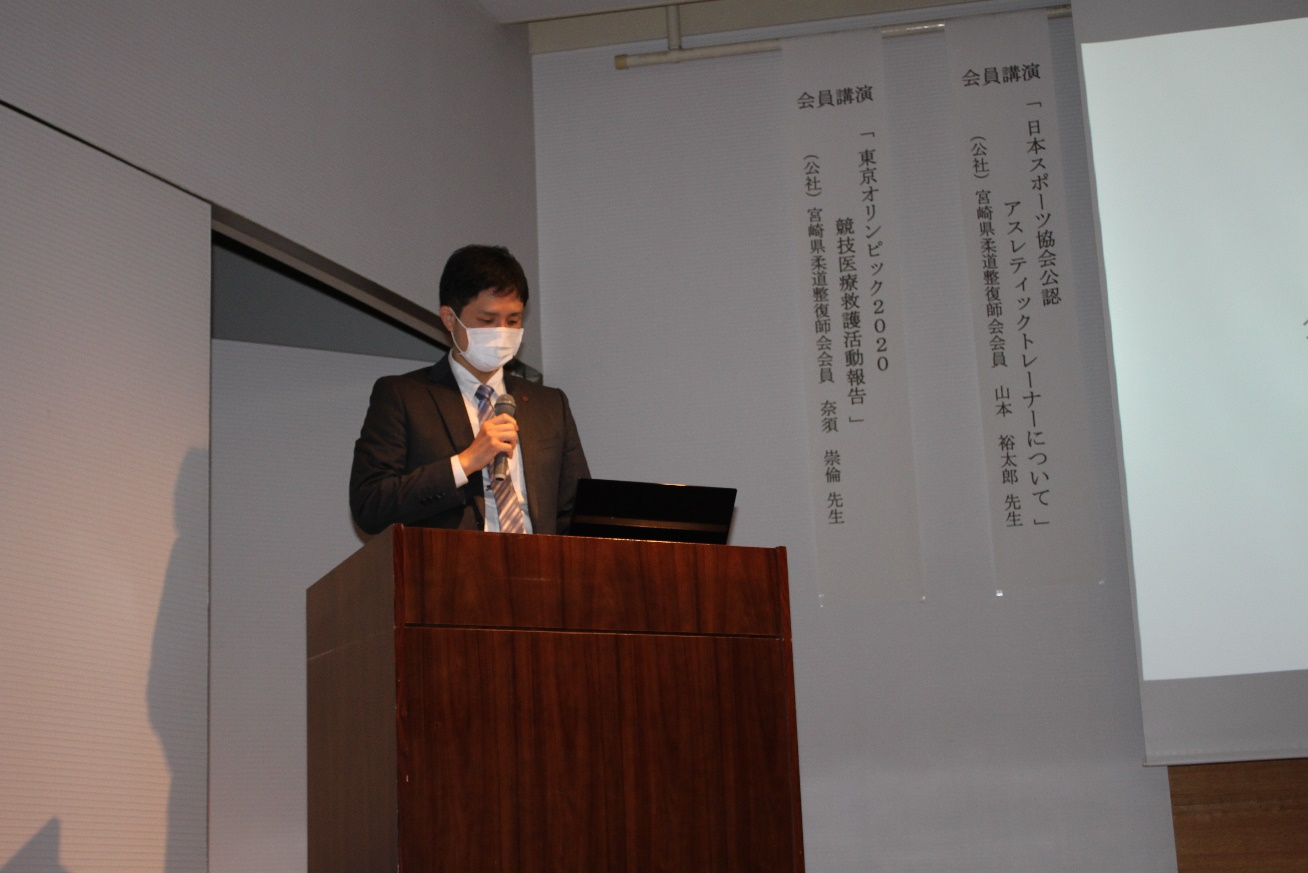 会員講演
「日本スポーツ協会公認
アスレティックトレーナーについて」
(公社) 宮崎県柔道整復師会会員 山本 裕太郎 先生
会員講演
「東京オリンピック2020
競技医療救護活動報告」
(公社) 宮崎県柔道整復師会会員 奈須 崇倫 先生